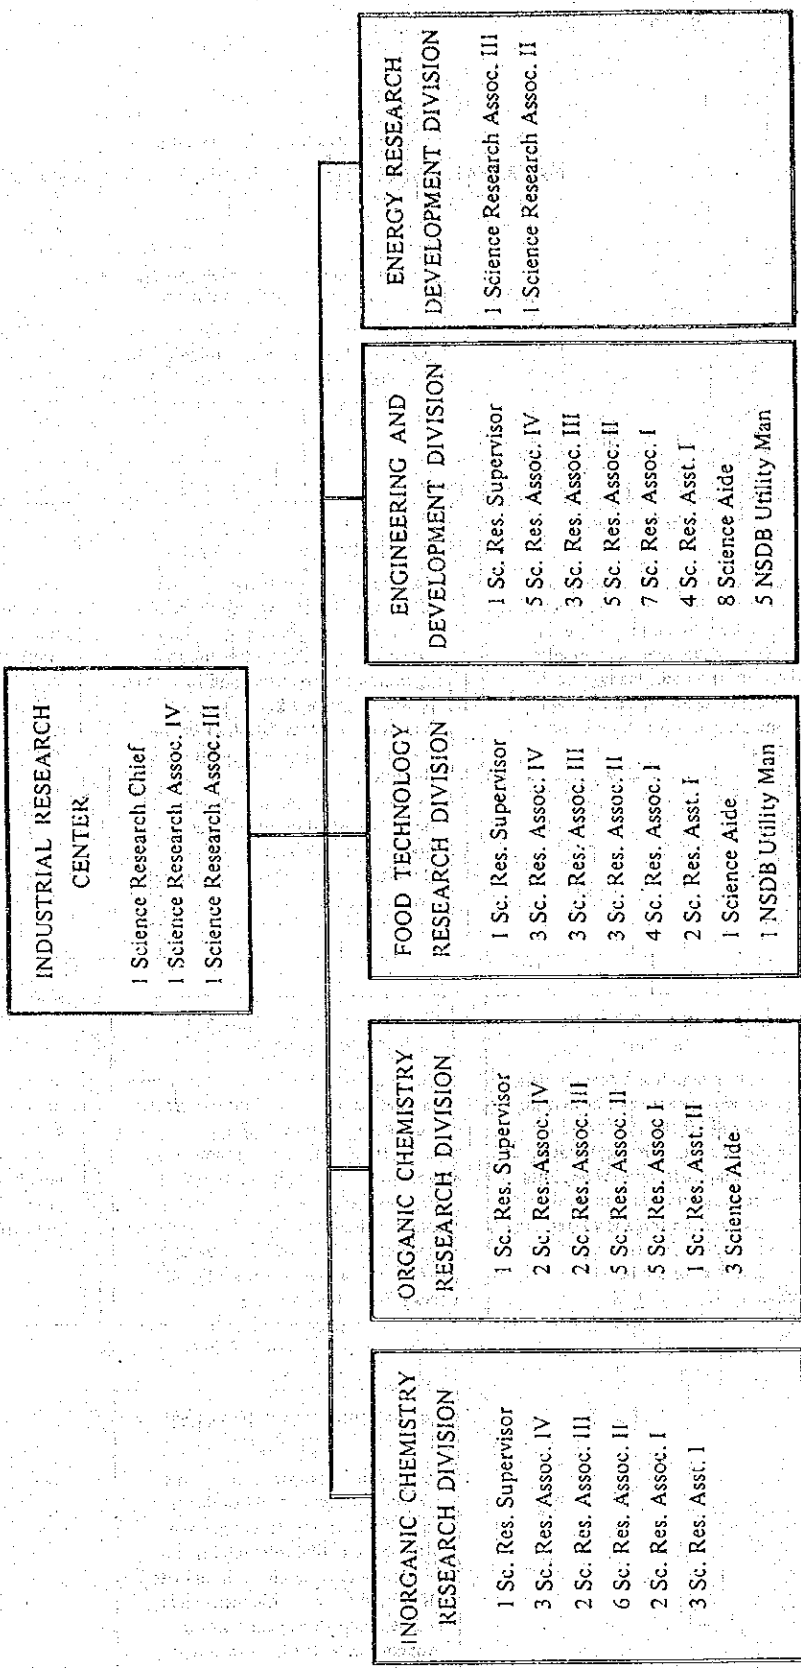 INDUSTRIAL RESEARCH
CENTER
1 Science Research Chief
1 Science Research Assoc. IV
1 Science Research Assoc. III
INORGANIC CHEMISTRY
RESEARCH DIVISION
1 Sc. Res. Supervisor
3 Sc. Res. Assoc. IV
2 Sc. Res. Assoc. III
6 Sc. Res. Assoc. II
2 Sc. Res. Assoc. I
3 Sc. Res. Asst. I
ORGANIC CHEMISTRY
RESEARCH DIVISION
1 Sc. Res. Supervisor
2 Sc. Res. Assoc. IV
2 Sc. Res. Assoc. III
5 Sc. Res. Assoc. II
5 Sc. Res. Assoc I
1 Sc. Res. Asst. II
3 Science Aide
FOOD TECHNOLOGY
RESEARCH DIVISION
1 Sc. Res. Supervisor
3 Sc. Res. Assoc. IV
3 Sc. Res. Assoc. III
3 Sc. Res. Assoc. II
4 Sc. Res. Assoc. I
2 Sc. Res. Asst. I
1 Science Aide
1 NSDB Utility Man
ENGINEERING AND
DEVELOPMENT DIVISION
1 Sc. Res. Supervisor
5 Sc. Res. Assoc. IV
3 Sc. Res. Assoc. III
5 Sc. Res. Assoc. II
7 Sc. Res. Assoc. I
4 Sc. Res. Asst. I
8 Science Aide
5 NSDB Utility Man
ENERGY RESEARCH
DEVELOPMENT DIVISION
1 Science Research Assoc. III
1 Science Research Assoc. II